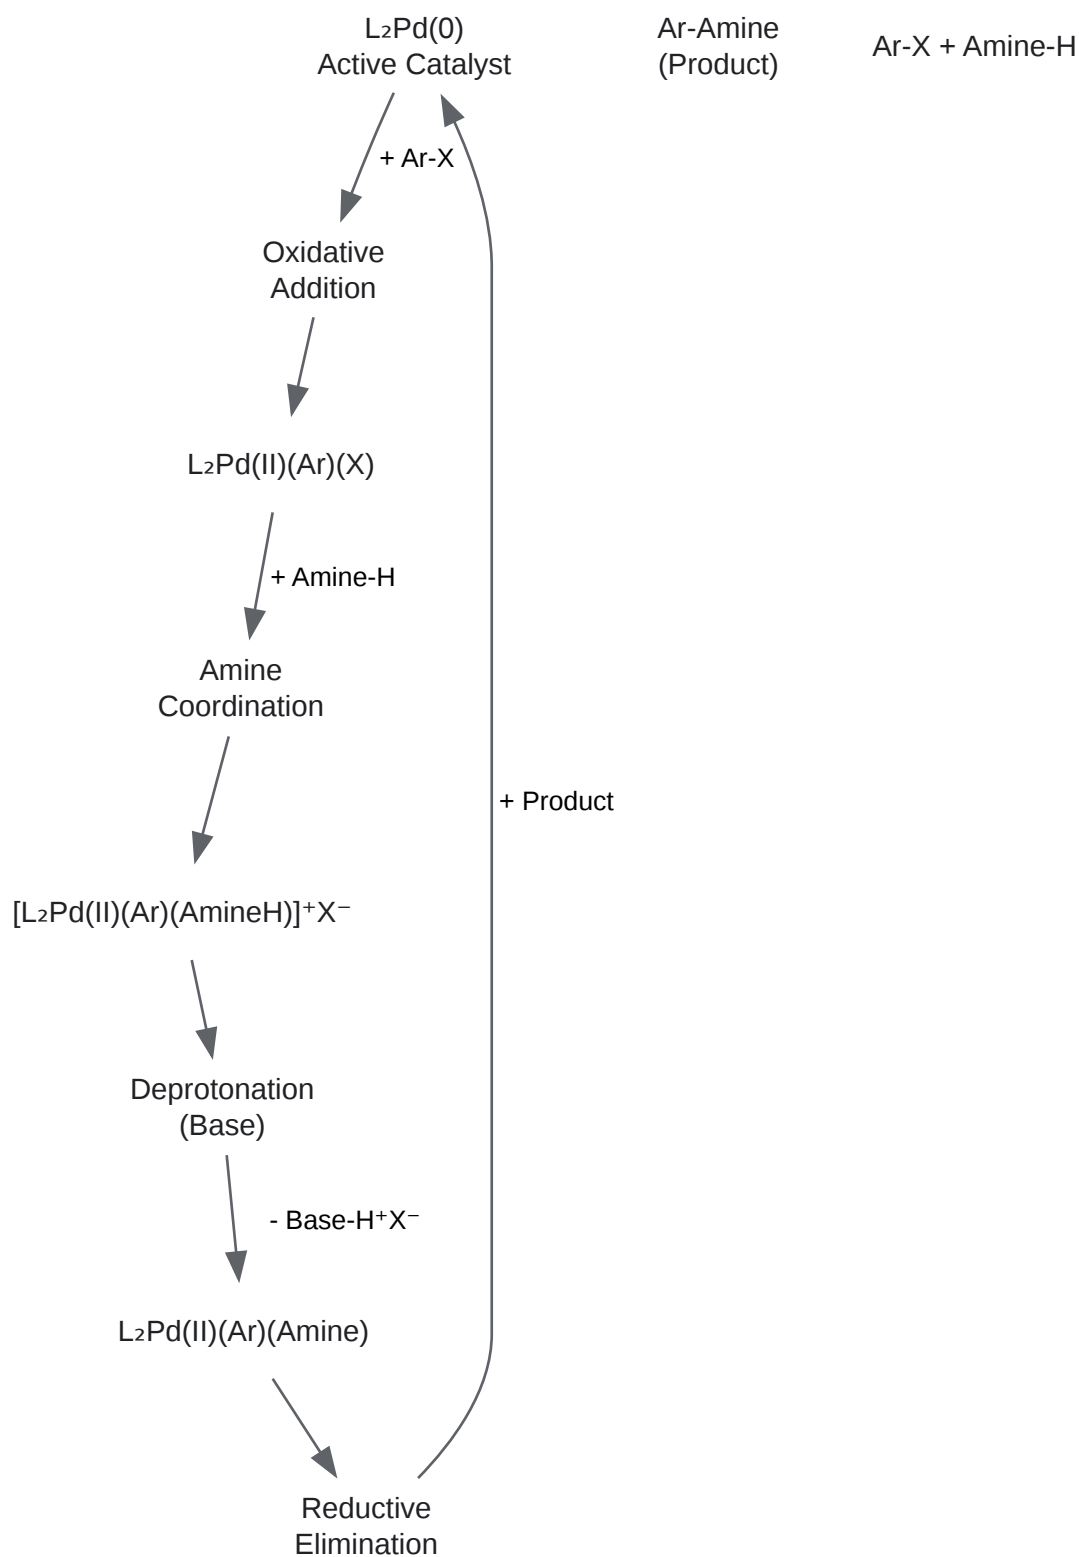 L₂Pd(0)
Active Catalyst
Ar-Amine
(Product)
Ar-X + Amine-H
+ Ar-X
Oxidative
Addition
L₂Pd(II)(Ar)(X)
+ Amine-H
Amine
Coordination
+ Product
[L₂Pd(II)(Ar)(AmineH)]⁺X⁻
Deprotonation
(Base)
- Base-H⁺X⁻
L₂Pd(II)(Ar)(Amine)
Reductive
Elimination